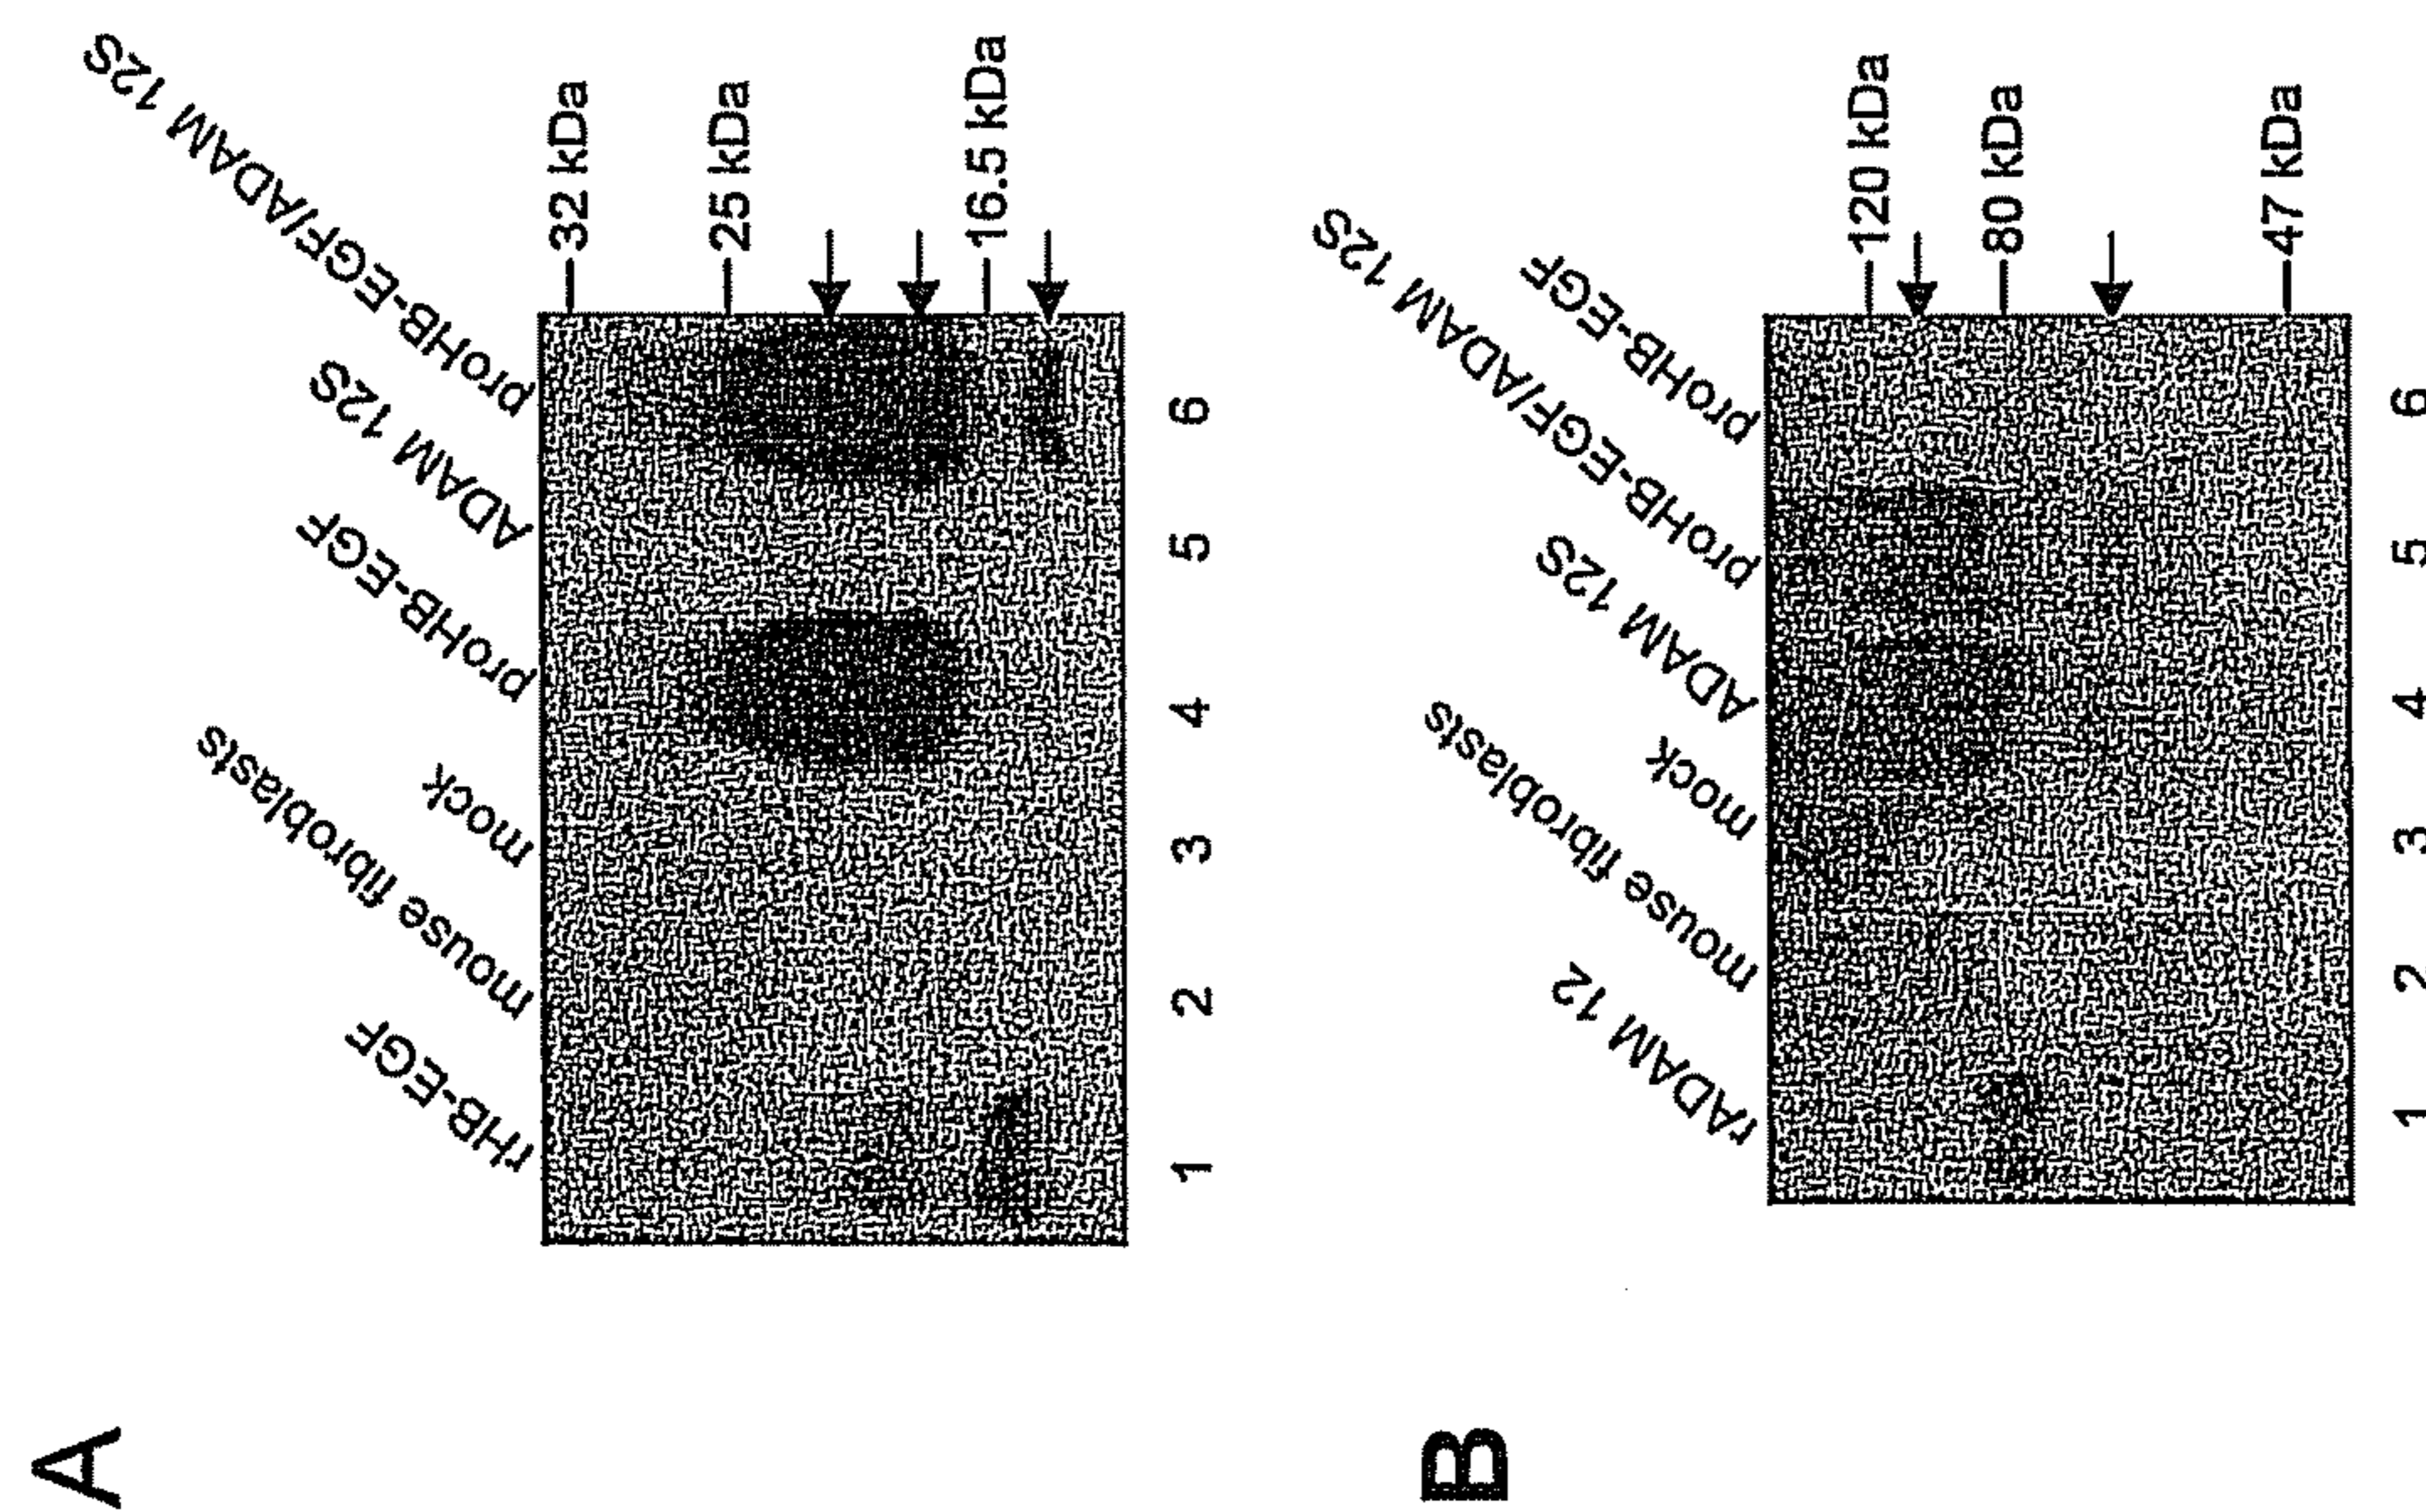 A
rHB-EGF
mouse fibroblasts
mock
proHB-EGF
ADAM 12S
proHB-EGF/ADAM 12S
32 kDa
25 kDa
16.5 kDa
1 2 3 4 5 6
B
rADAM 12
mouse fibroblasts
mock
ADAM 12S
proHB-EGF/ADAM 12S
proHB-EGF
120 kDa
80 kDa
47 kDa
1 2 3 4 5 6